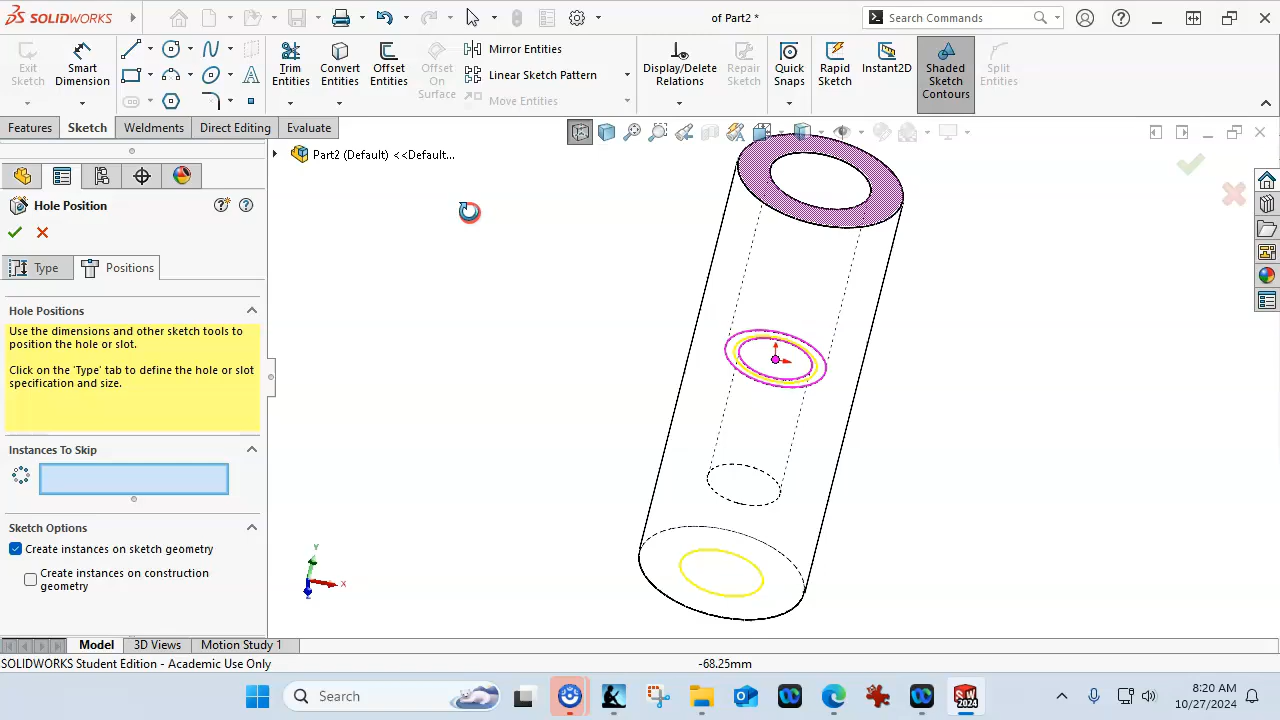 SOLIDWORKS
of Part2 *
Search Commands
Exit Sketch
Smart Dimension
Trim Entities
Convert Entities
Offset Entities
Offset On Surface
Mirror Entities
Linear Sketch Pattern
Move Entities
Display/Delete Relations
Repair Sketch
Quick Snaps
Rapid Sketch
Instant2D
Shaded Sketch Contours
Split Entities
Features
Sketch
Weldments
Direct Editing
Evaluate
Part2 (Default) <<Default...
Hole Position
Type
Positions
Hole Positions
Use the dimensions and other sketch tools to
position the hole or slot.
Click on the 'Type' tab to define the hole or slot
specification and size.
Instances To Skip
Sketch Options
Create instances on sketch geometry
Create instances on construction
geometry
Y
X
Z
Model
3D Views
Motion Study 1
SOLIDWORKS Student Edition - Academic Use Only
-68.25mm
Search
SW
2024
8:20 AM
10/27/2024